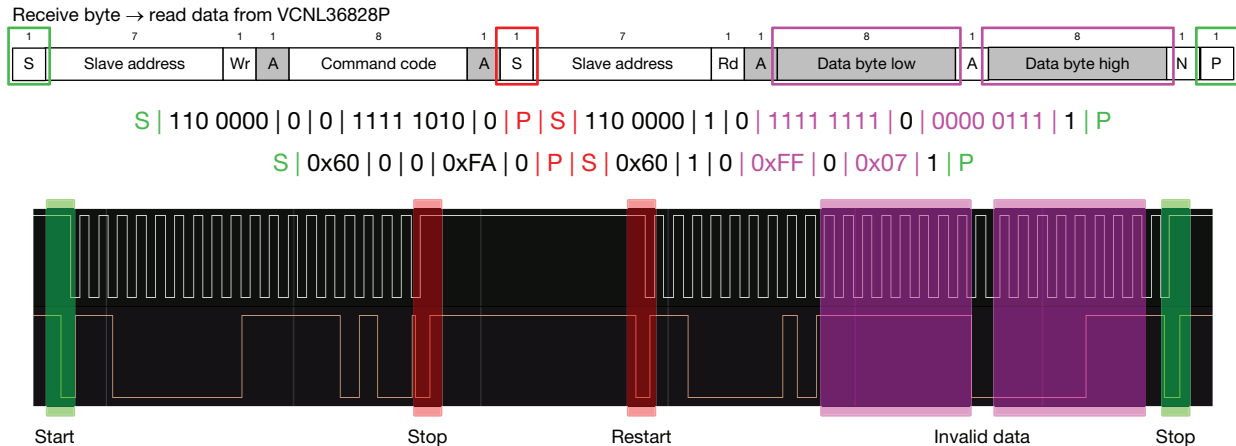 Receive byte → read data from VCNL36828P
1 7 1 1 8 1 1 7 1 1 8 1 8 1 1
S Slave address Wr A Command code A S Slave address Rd A Data byte low A Data byte high N P
S | 110 0000 | 0 | 0 | 1111 1010 | 0 | P | S | 110 0000 | 1 | 0 | 1111 1111 | 0 | 0000 0111 | 1 | P
S | 0x60 | 0 | 0 | 0xFA | 0 | P | S | 0x60 | 1 | 0 | 0xFF | 0 | 0x07 | 1 | P
Start Stop Restart Invalid data Stop